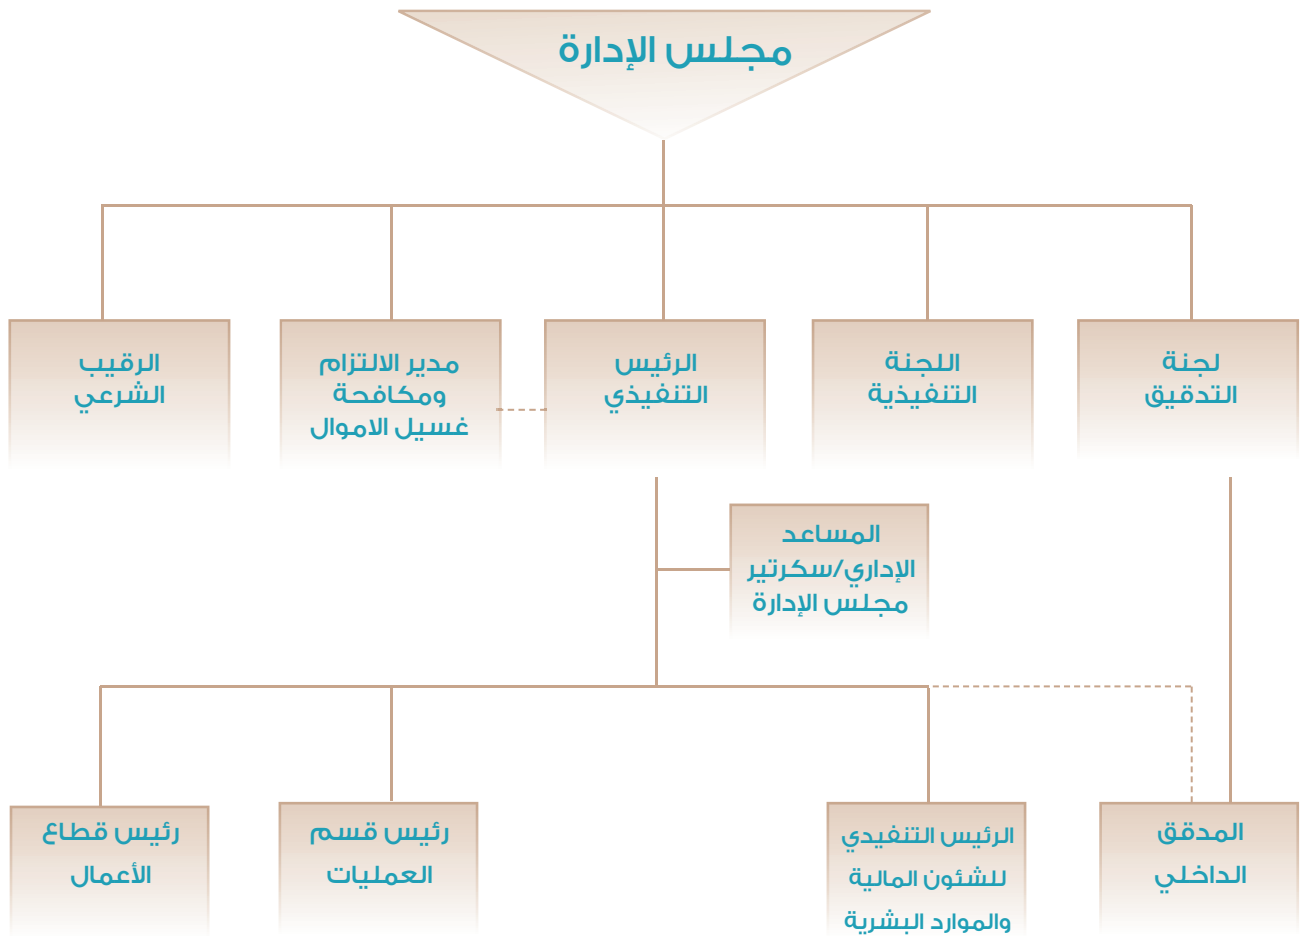 مجلس الإدارة
لجنة
التدقيق
اللجنة
التنفيذية
الرئيس
التنفيذي
مدير الالتزام
ومكافحة
غسيل الاموال
الرقيب
الشرعي
المساعد
الإداري/سكرتير
مجلس الإدارة
المدقق
الداخلي
الرئيس التنفيدي
للشئون المالية
والموارد البشرية
رئيس قسم
العمليات
رئيس قطاع
الأعمال